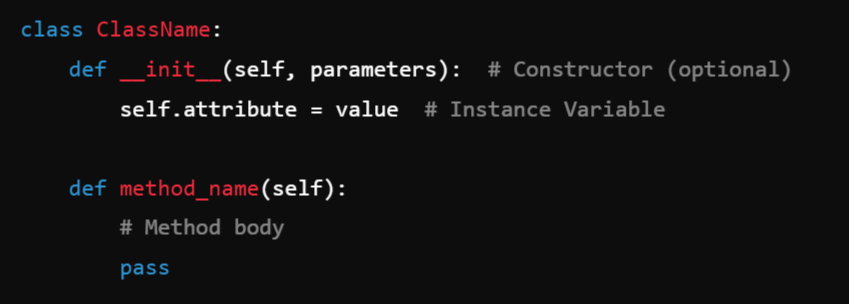 class ClassName:
    def __init__(self, parameters):  # Constructor (optional)
        self.attribute = value  # Instance Variable

    def method_name(self):
        # Method body
        pass